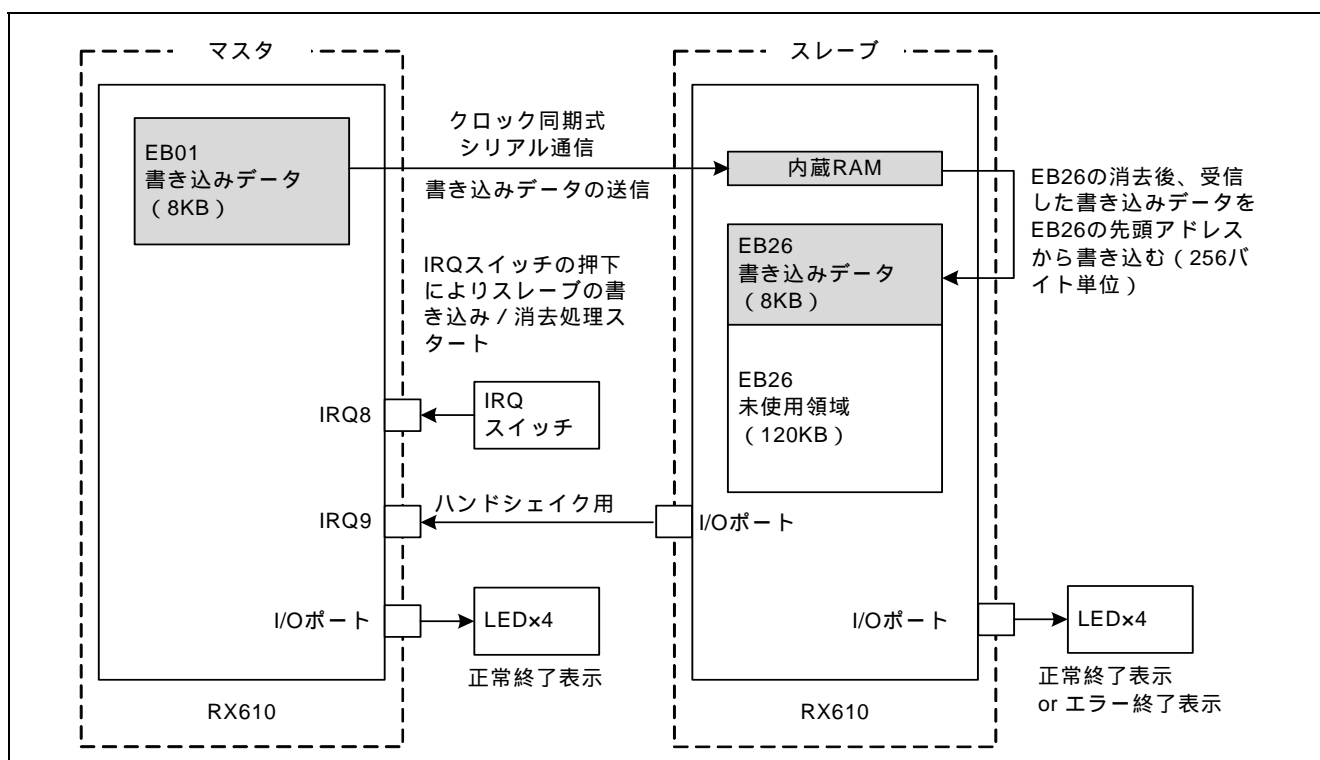 マスタ
スレーブ
EB01
書き込みデータ
(8KB)
クロック同期式
シリアル通信
書き込みデータの送信
内蔵RAM
EB26の消去後、受信
した書き込みデータを
EB26の先頭アドレス
から書き込む(256バ
イト単位)
EB26
書き込みデータ
(8KB)
IRQスイッチの押下
によりスレーブの書
き込み/消去処理ス
タート
EB26
未使用領域
(120KB)
IRQ8
IRQ
スイッチ
IRQ9
ハンドシェイク用
I/Oポート
I/Oポート
LED×4
正常終了表示
I/Oポート
LED×4
正常終了表示
or エラー終了表示
RX610
RX610